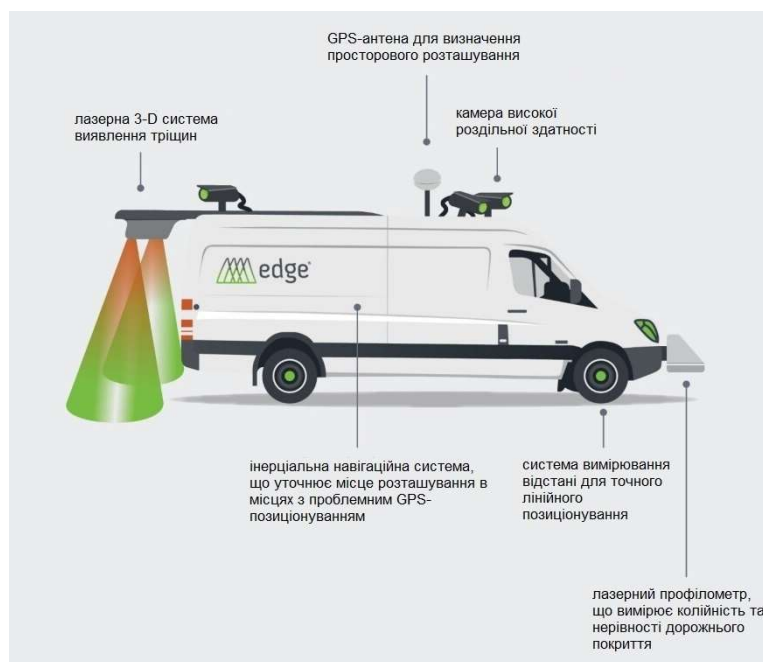 GPS-антена для визначення
просторового розташування
лазерна 3-D система
виявлення тріщин
камера високої
роздільної здатності
edge
інерціальна навігаційна система,
що уточнює місце розташування в
місцях з проблемним GPS-
позиціонуванням
система вимірювання
відстані для точного
лінійного
позиціонування
лазерний профілометр,
що вимірює колійність та
нерівності дорожнього
покриття